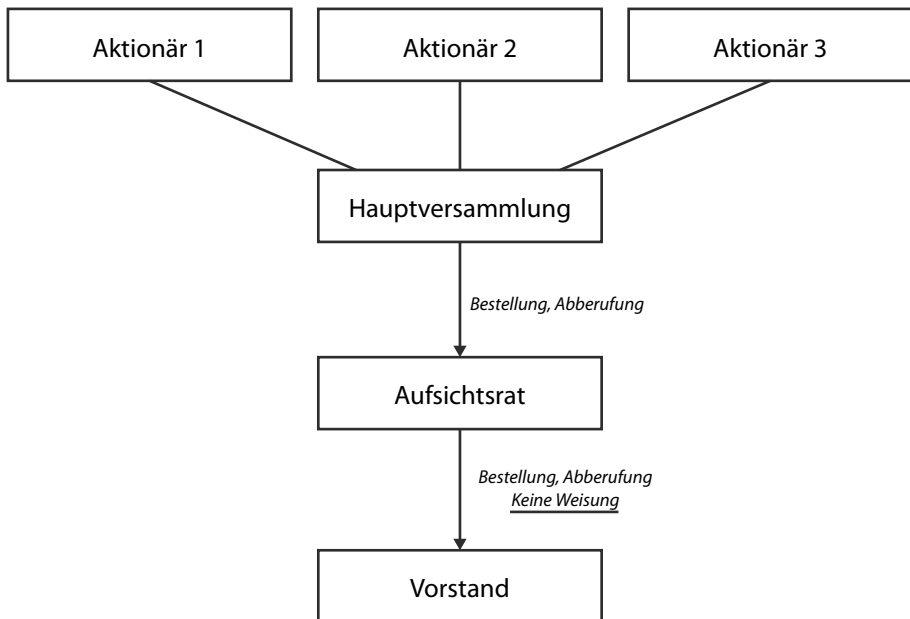 Aktionär 1
Aktionär 2
Aktionär 3
Hauptversammlung
Bestellung, Abberufung
Aufsichtsrat
Bestellung, Abberufung
Keine Weisung
Vorstand